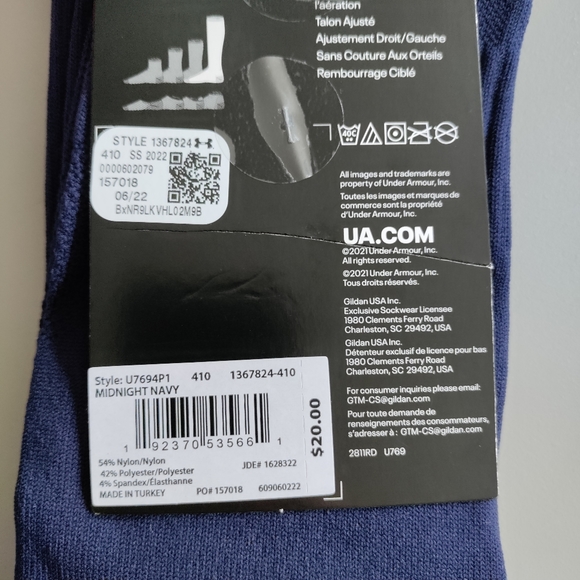 l'aération
Talon Ajusté
Ajustement Droit/Gauche
Sans Couture Aux Orteils
Rembourrage Ciblé
40C
STYLE 1367824
410 SS 2022
0000602079
157018
06/22
BxNR9LKVHL02M9B
All images and trademarks are
property of Under Armour, Inc.
Toutes les images et marques de
commerce sont la propriété
d'Under Armour, Inc.
UA.COM
©2021 Under Armour, Inc.
All rights reserved.
©2021 Under Armour, Inc.
Tous droits réservés.
Gildan USA Inc.
Exclusive Sockwear Licensee
1980 Clements Ferry Road
Charleston, SC 29492, USA
Gildan USA Inc.
Détenteur exclusif de licence pour bas
1980 Clements Ferry Road
Charleston, SC 29492, USA
For consumer inquiries please email:
GTM-CS@gildan.com
Pour toute demande de
renseignements des consommateurs,
s'adresser à : GTM-CS@gildan.com
2811RD U769
Style: U7694P1 410 1367824-410
MIDNIGHT NAVY
1 92370 53566 1
$20.00
54% Nylon/Nylon
42% Polyester/Polyester
4% Spandex/Élasthanne
MADE IN TURKEY
JDE# 1628322
PO# 157018 609060222